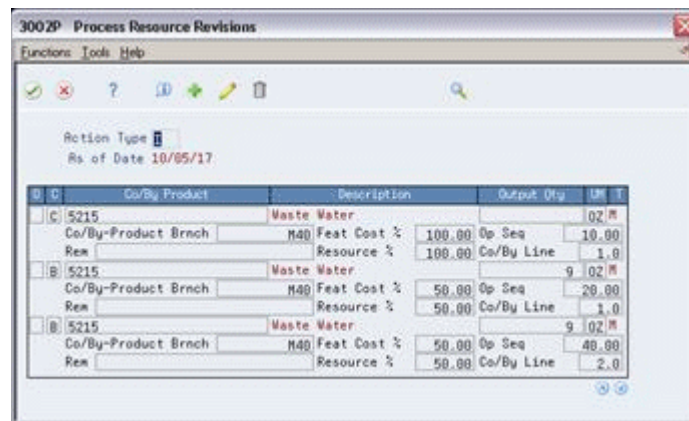 3002P Process Resource Revisions
Functions Tools Help
?
Action Type I
As of Date 10/05/17
O C Co/By Product Description Output Qty UM T
C 5215 Waste Water OZ M
Co/By-Product Brnch M40 Feat Cost % 100.00 Op Seq 10.00
Rem Resource % 100.00 Co/By Line 1.0
B 5215 Waste Water 9 OZ M
Co/By-Product Brnch M40 Feat Cost % 50.00 Op Seq 20.00
Rem Resource % 50.00 Co/By Line 1.0
B 5215 Waste Water 9 OZ M
Co/By-Product Brnch M40 Feat Cost % 50.00 Op Seq 40.00
Rem Resource % 50.00 Co/By Line 2.0